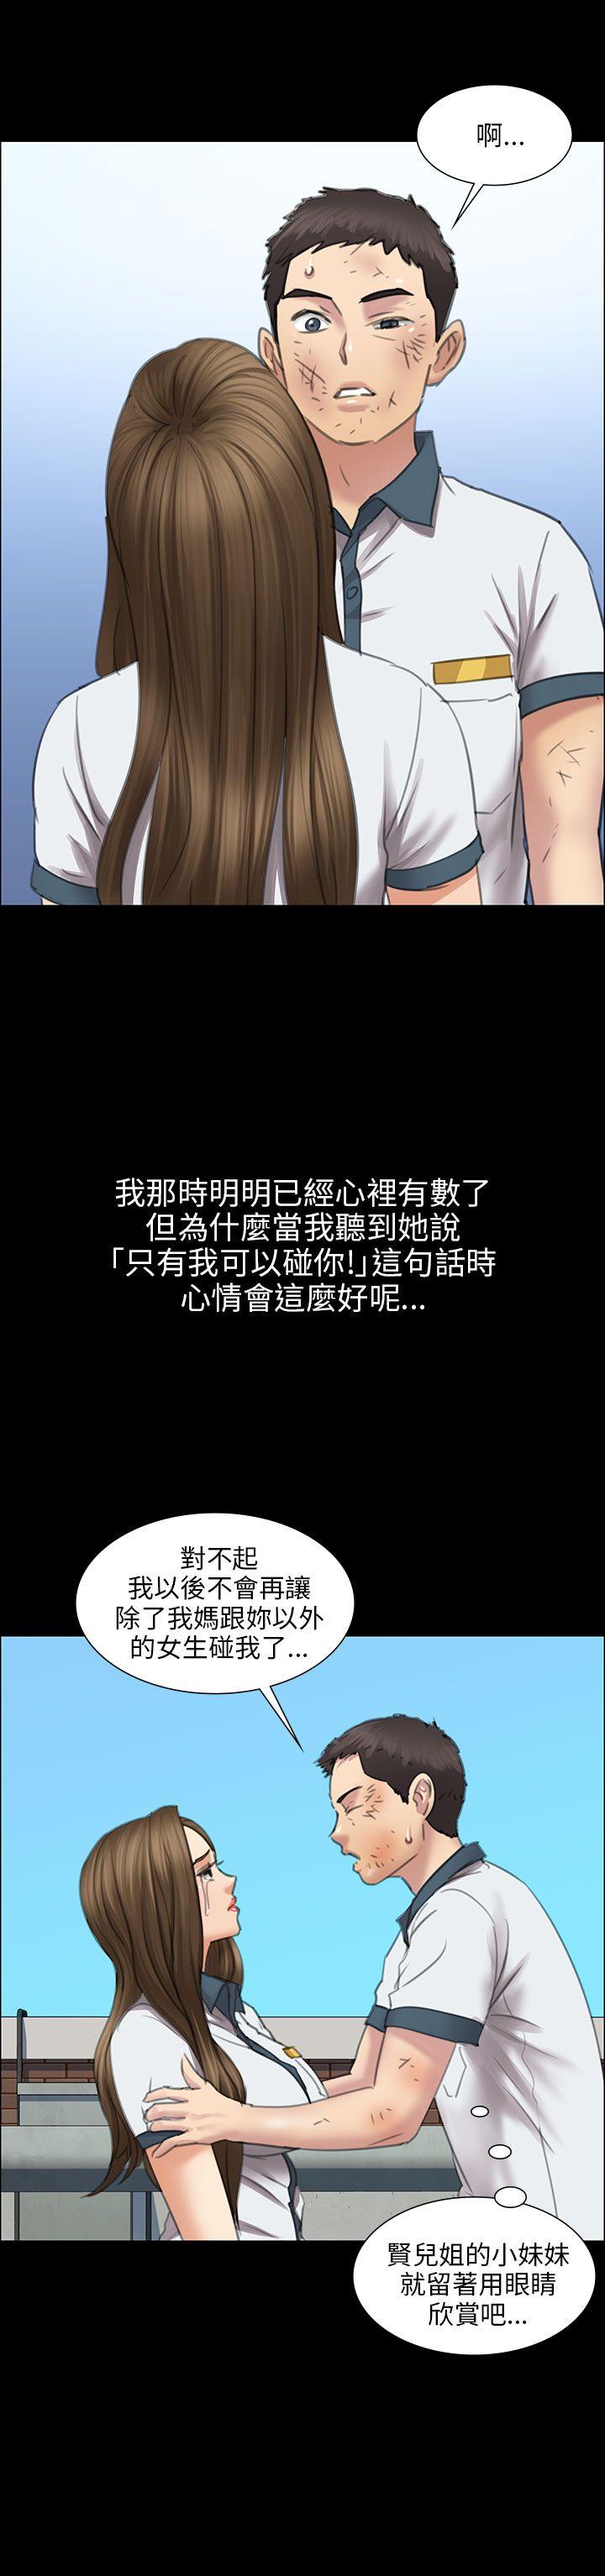 啊...
我那時明明已經心裡有數了
但為什麼當我聽到她說
「只有我可以碰你!」這句話時
心情會這麼好呢...
對不起
我以後不會再讓
除了我媽跟妳以外
的女生碰我了...
賢兒姐的小妹妹
就留著用眼睛
欣賞吧...